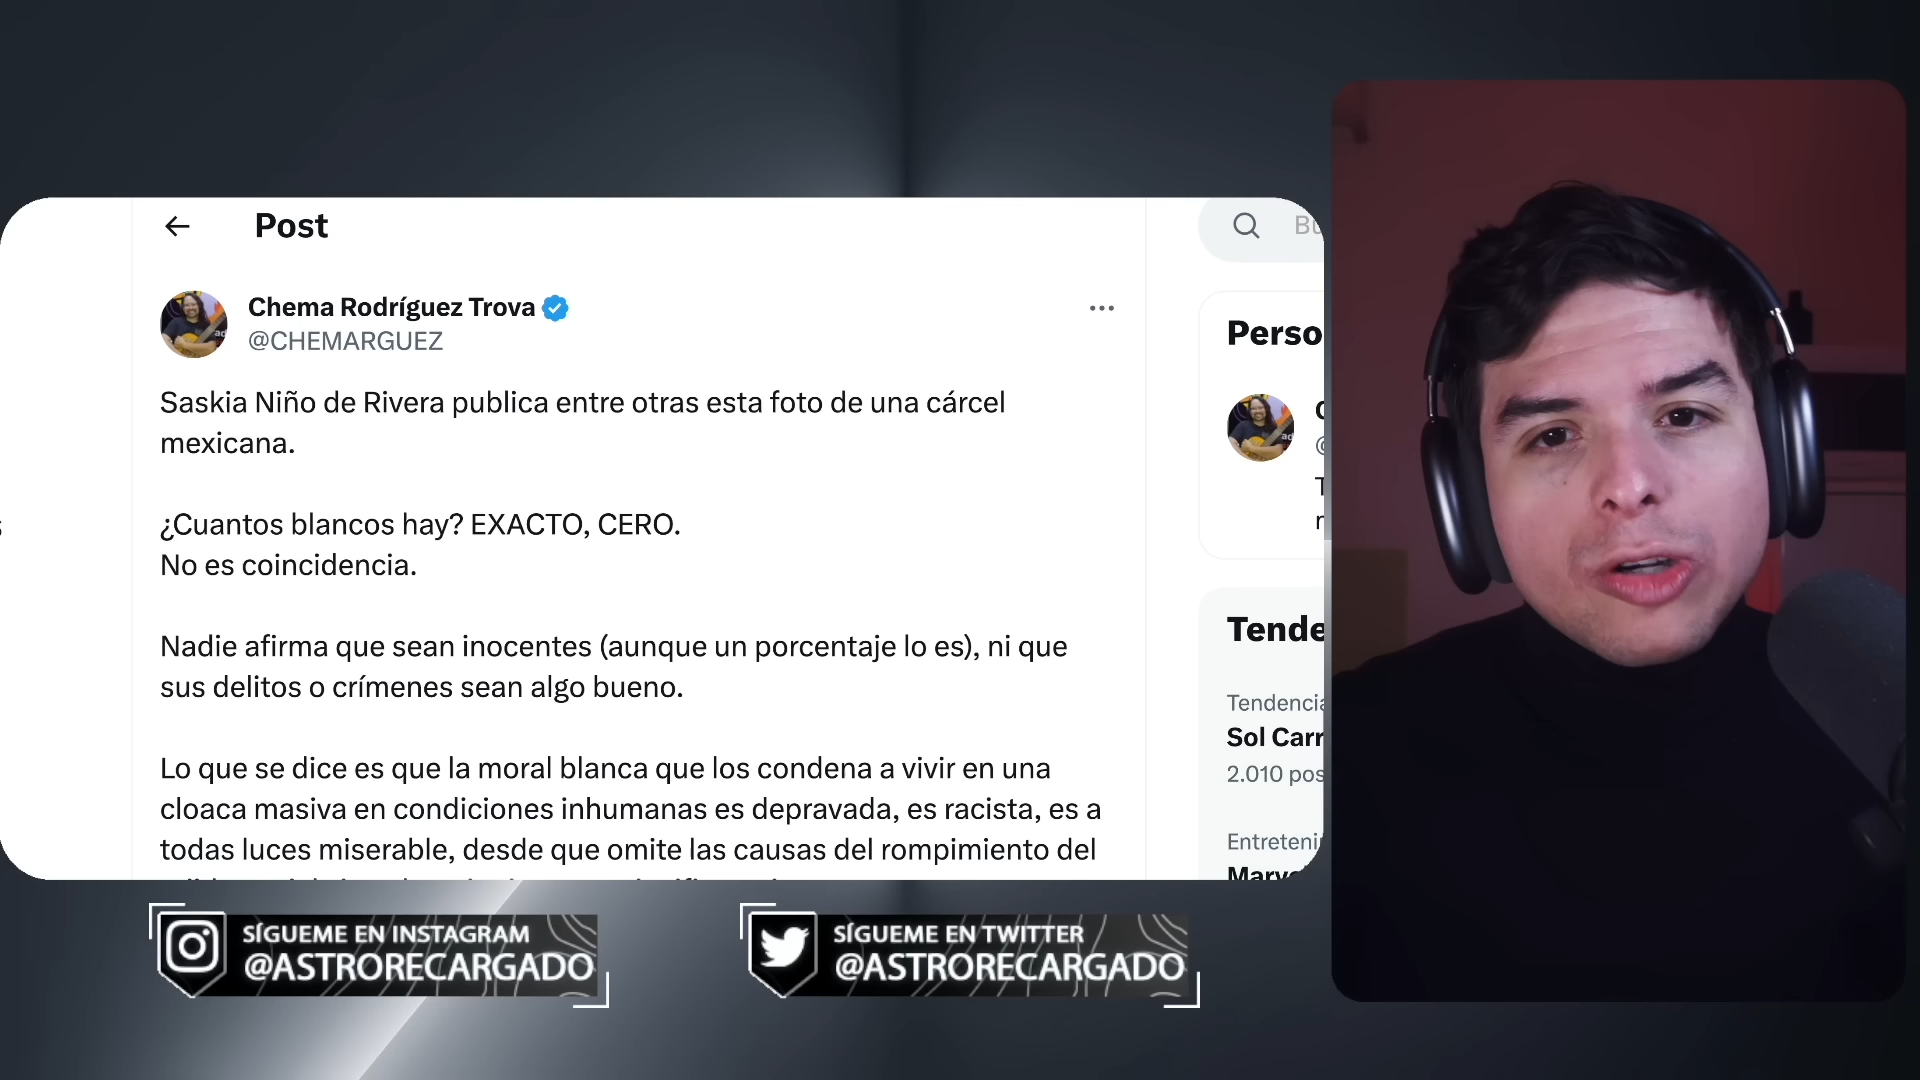 Post
Bu
Chema Rodríguez Trova
@CHEMARGUEZ
Saskia Niño de Rivera publica entre otras esta foto de una cárcel
mexicana.
¿Cuantos blancos hay? EXACTO, CERO.
No es coincidencia.
Nadie afirma que sean inocentes (aunque un porcentaje lo es), ni que
sus delitos o crímenes sean algo bueno.
Lo que se dice es que la moral blanca que los condena a vivir en una
cloaca masiva en condiciones inhumanas es depravada, es racista, es a
todas luces miserable, desde que omite las causas del rompimiento del
Perso
Tende
Tendencia
Sol Carr
2.010 pos
Entreteni
Marve
SÍGUEME EN INSTAGRAM
@ASTRORECARGADO
SÍGUEME EN TWITTER
@ASTRORECARGADO